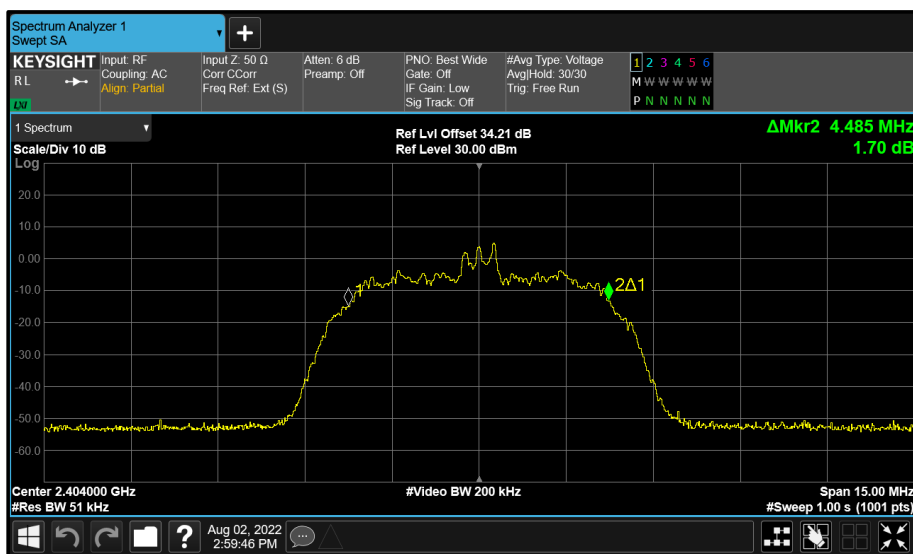 Spectrum Analyzer 1
Swept SA
KEYSIGHT
R L
LXI
Input: RF
Coupling: AC
Align: Partial
Input Z: 50 Ω
Corr CCorr
Freq Ref: Ext (S)
Atten: 6 dB
Preamp: Off
PNO: Best Wide
Gate: Off
IF Gain: Low
Sig Track: Off
#Avg Type: Voltage
Avg|Hold: 30/30
Trig: Free Run
1 2 3 4 5 6
M W W W W W
P N N N N N
1 Spectrum
Scale/Div 10 dB
Log
Ref Lvl Offset 34.21 dB
Ref Level 30.00 dBm
ΔMkr2 4.485 MHz
1.70 dB
20.0
10.0
0.00
-10.0
-20.0
-30.0
-40.0
-50.0
-60.0
1
2Δ1
Center 2.404000 GHz
#Res BW 51 kHz
#Video BW 200 kHz
Span 15.00 MHz
#Sweep 1.00 s (1001 pts)
?
Aug 02, 2022
2:59:46 PM